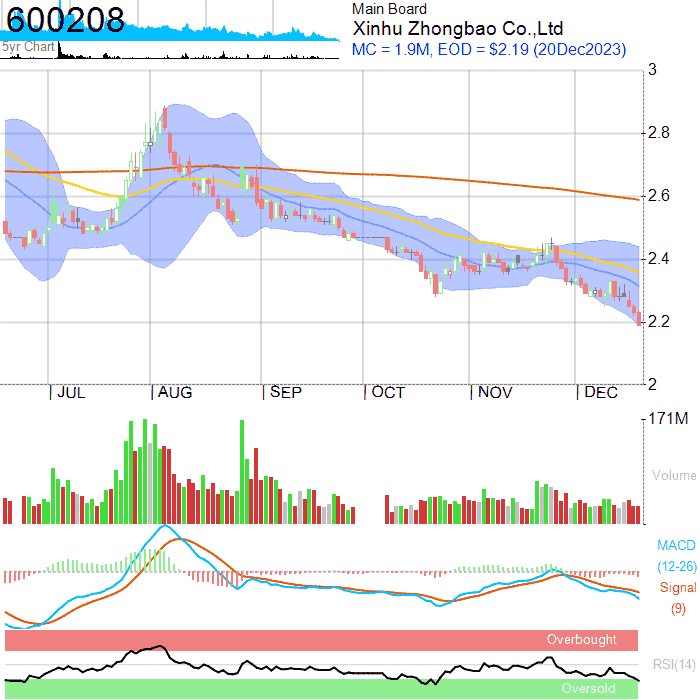 600208
5yr Chart
Main Board
Xinhu Zhongbao Co.,Ltd
MC = 1.9M, EOD = $2.19 (20Dec2023)
3
2.8
2.6
2.4
2.2
2
JUL AUG SEP OCT NOV DEC
171M
Volume
MACD
(12-26)
Signal
(9)
Overbought
RSI(14)
Oversold